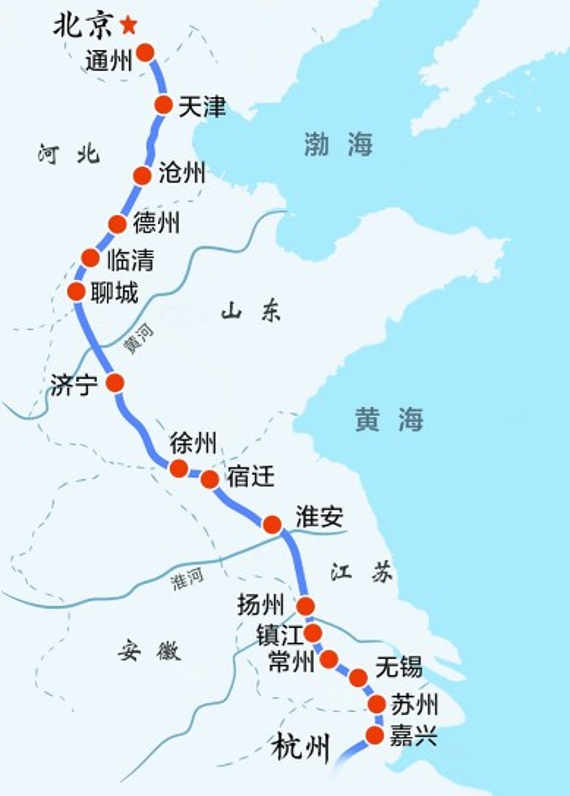 北京
通州
天津
河北
渤海
沧州
德州
临清
聊城
山东
黄河
济宁
黄海
徐州
宿迁
淮安
江苏
淮河
扬州
镇江
安徽
常州
无锡
苏州
嘉兴
杭州